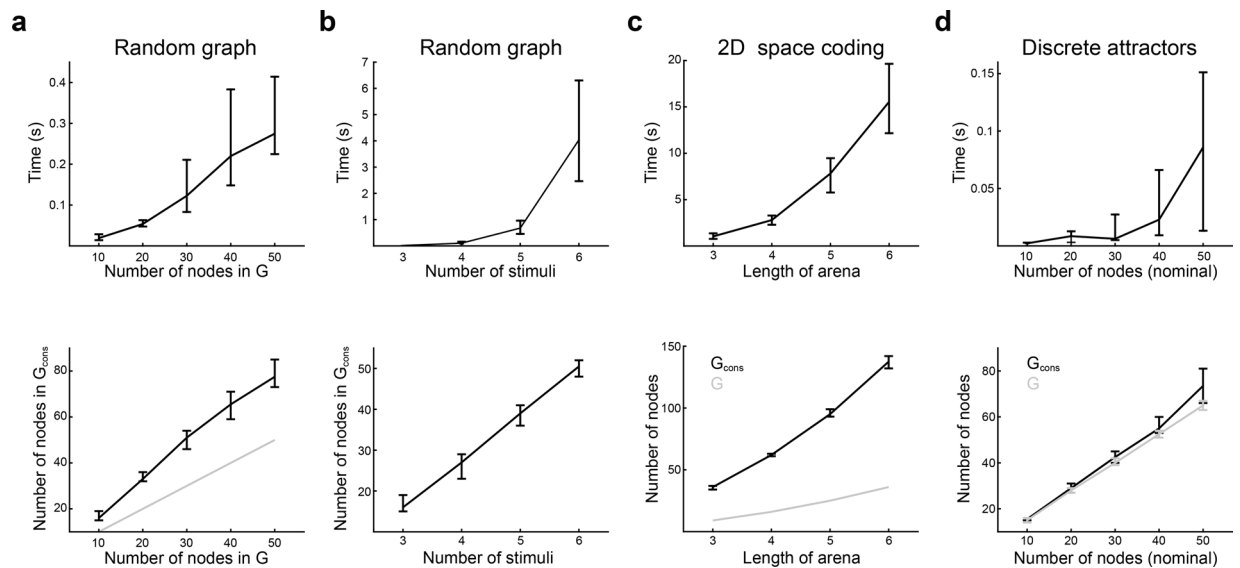 a
Random graph
Time (s)
0.4
0.3
0.2
0.1
10 20 30 40 50
Number of nodes in G
b
Random graph
Time (s)
7
6
5
4
3
2
1
3 4 5 6
Number of stimuli
c
2D space coding
Time (s)
20
15
10
5
0
3 4 5 6
Length of arena
d
Discrete attractors
Time (s)
0.15
0.1
0.05
10 20 30 40 50
Number of nodes (nominal)
Number of nodes in Gcons
80
60
40
20
10 20 30 40 50
Number of nodes in G
Number of nodes in Gcons
50
40
30
20
3 4 5 6
Number of stimuli
Number of nodes
150
100
50
Gcons
G
3 4 5 6
Length of arena
Number of nodes
80
60
40
20
Gcons
G
10 20 30 40 50
Number of nodes (nominal)